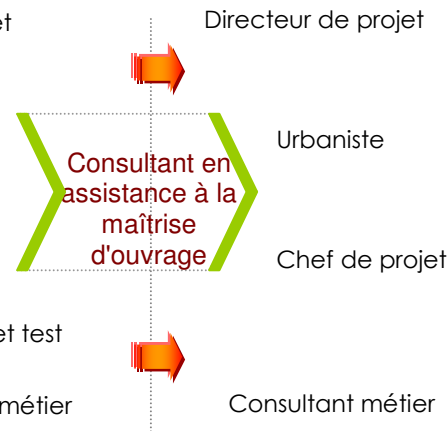 et
Directeur de projet
Urbaniste
Consultant en
assistance à la
maîtrise
d'ouvrage
Chef de projet
et test
métier
Consultant métier